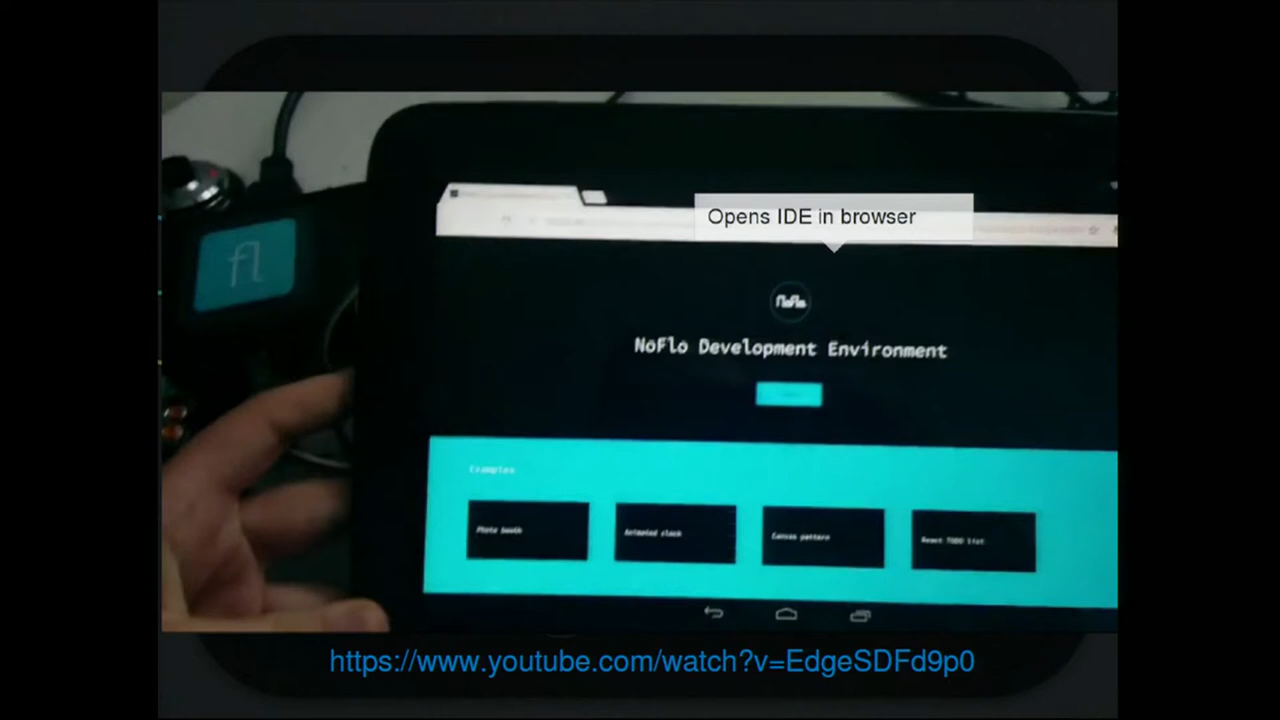 Opens IDE in browser
fl
NoFlo
NoFlo Development Environment
Examples
Photo booth
Animated clock
Canvas pattern
React TODO list
https://www.youtube.com/watch?v=EdgeSDFd9p0